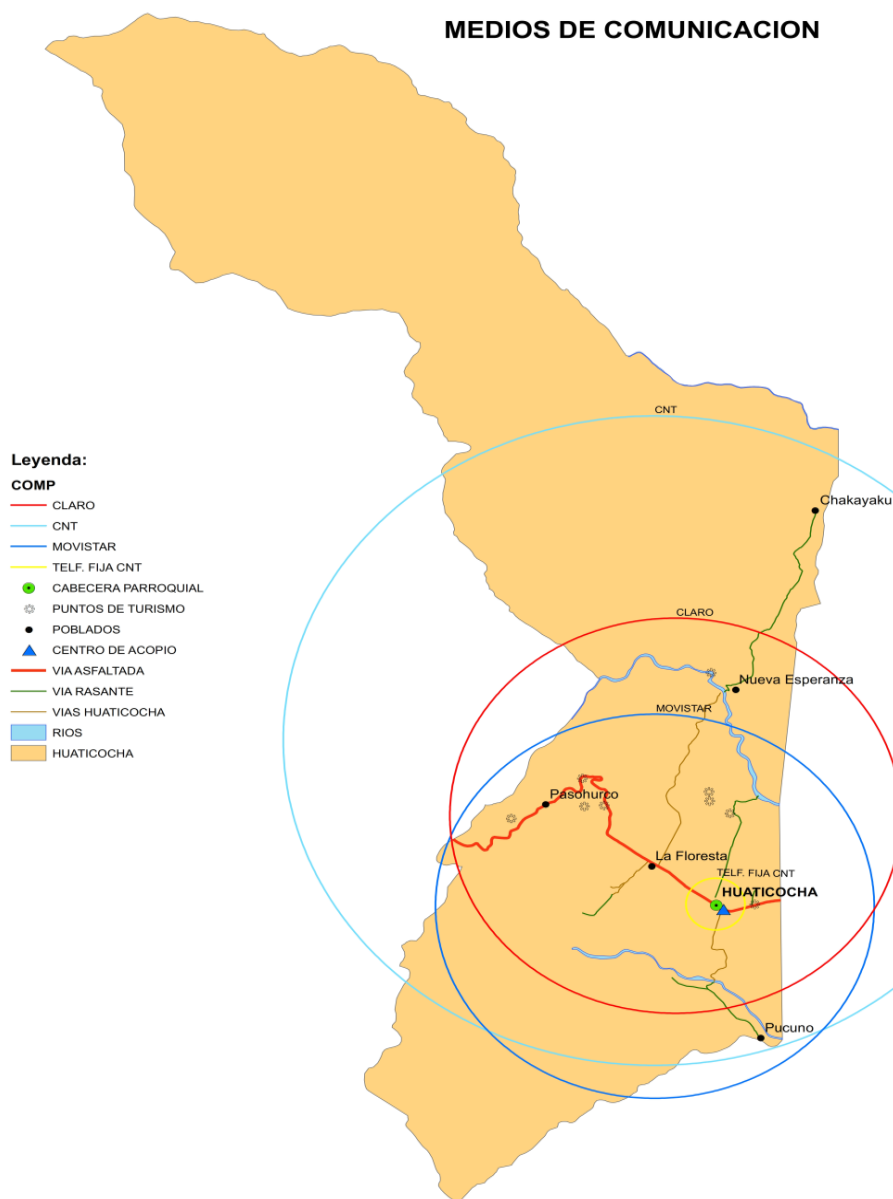 MEDIOS DE COMUNICACION
CNT
Leyenda:
COMP
CLARO
CNT
MOVISTAR
TELF. FIJA CNT
CABECERA PARROQUIAL
PUNTOS DE TURISMO
POBLADOS
CENTRO DE ACOPIO
VIA ASFALTADA
VIA RASANTE
VIAS HUATICOCHA
RIOS
HUATICOCHA
Chakayaku
CLARO
Nueva Esperanza
MOVISTAR
Pasohurco
La Floresta
TELF. FIJA CNT
HUATICOCHA
Pucuno